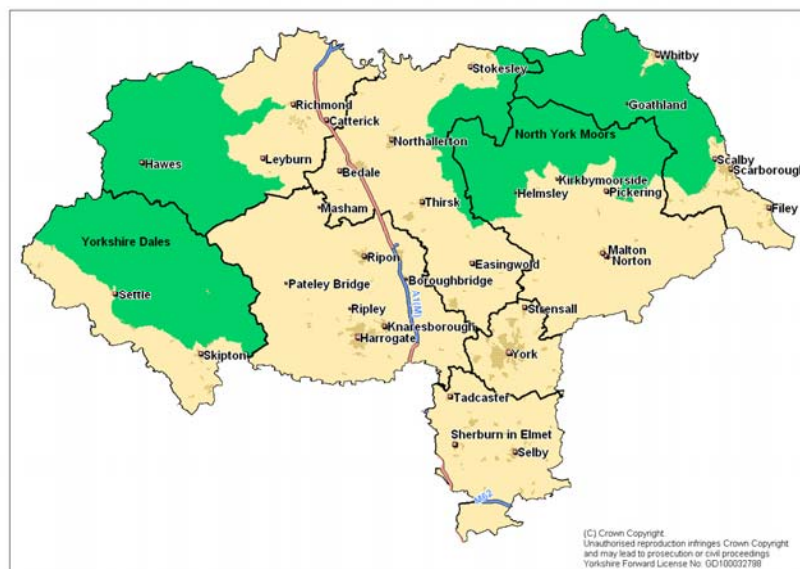 Whitby
Stokesley
Goathland
Richmond
Catterick
North York Moors
Northallerton
Scalby
Scarborough
Hawes
Leyburn
Bedale
Kirkbymoorside
Helmsley
Pickering
Masham
Thirsk
Filey
Yorkshire Dales
Malton
Norton
Ripon
Easingwold
Pateley Bridge
Boroughbridge
Settle
A1(M)
Ripley
Strensall
Knaresborough
Harrogate
Skipton
York
Tadcaster
Sherburn in Elmet
Selby
M62
(C) Crown Copyright.
Unauthorised reproduction infringes Crown Copyright
and may lead to prosecution or civil proceedings
Yorkshire Forward License No: GD100032798